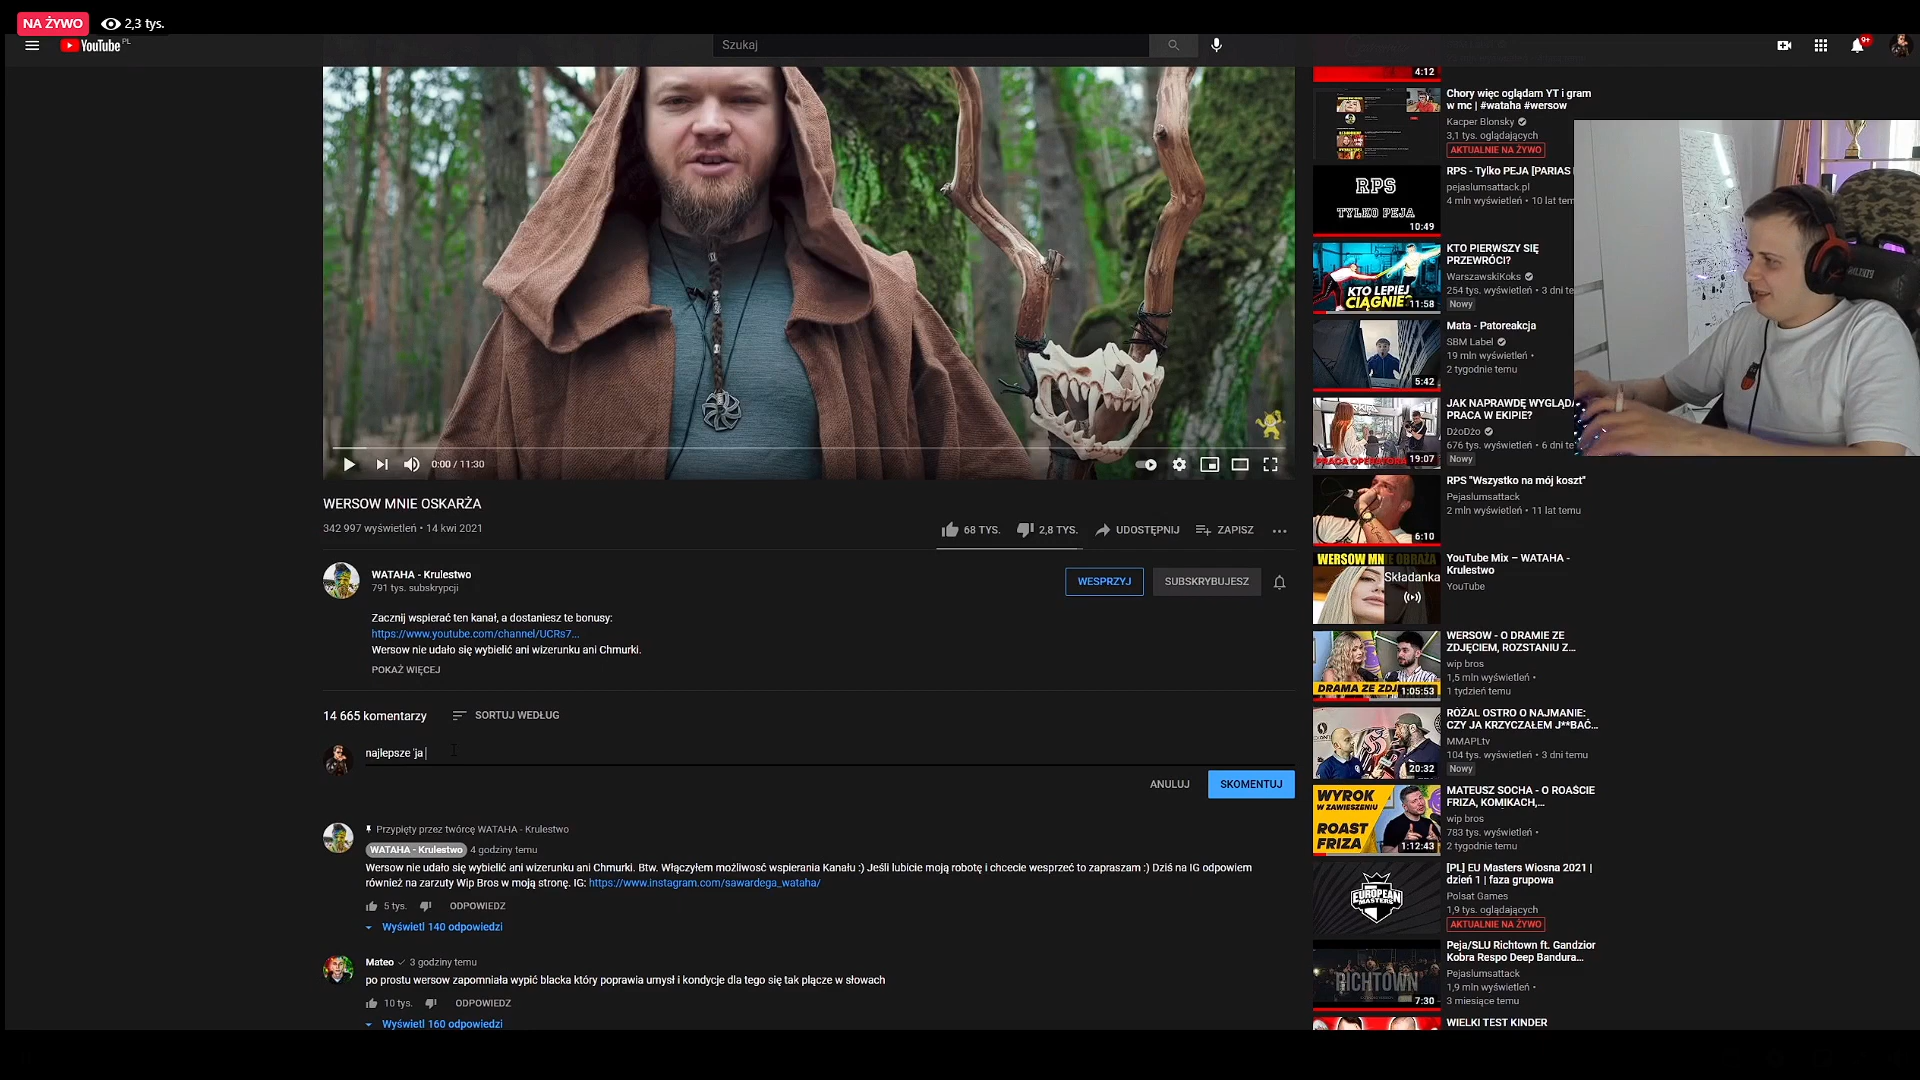 NA ŻYWO
2,3 tys.
YouTube PL
Szukaj
9+
0:00 / 11:30
WERSOW MNIE OSKARŻA
342 997 wyświetleń • 14 kwi 2021
68 TYS.
2,8 TYS.
UDOSTĘPNIJ
ZAPISZ
WATAHA - Krulestwo
791 tys. subskrypcji
WESPRZYJ
SUBSKRYBUJESZ
Zacznij wspierać ten kanał, a dostaniesz te bonusy:
https://www.youtube.com/channel/UCRs7...
Wersow nie udało się wybielić ani wizerunku ani Chmurki.
POKAŻ WIĘCEJ
14 665 komentarzy
SORTUJ WEDŁUG
najlepsze 'ja
ANULUJ
SKOMENTUJ
Przypięty przez twórcę WATAHA - Krulestwo
WATAHA - Krulestwo 4 godziny temu
Wersow nie udało się wybielić ani wizerunku ani Chmurki. Btw. Włączyłem możliwosć wspierania Kanału :) Jeśli lubicie moją robotę i chcecie wesprzeć to zapraszam :) Dziś na IG odpowiem
również na zarzuty Wip Bros w moją stronę. IG: https://www.instagram.com/sawardega_wataha/
5 tys.
ODPOWIEDZ
Wyświetl 140 odpowiedzi
Mateo 3 godziny temu
po prostu wersow zapomniała wypić blacka który poprawia umysł i kondycje dla tego się tak plącze w słowach
10 tys.
ODPOWIEDZ
Wyświetl 160 odpowiedzi
4:12
Chory więc oglądam YT i gram
w mc | #wataha #wersow
Kacper Blonsky
3,1 tys. oglądających
AKTUALNIE NA ŻYWO
RPS
TYLKO PEJA
10:49
RPS - Tylko PEJA [PARIAS
pejaslumsattack.pl
4 mln wyświetleń • 10 lat tem
KTO LEPIEJ
CIĄGNIE
11:58
KTO PIERWSZY SIĘ
PRZEWRÓCI?
WarszawskiKoks
254 tys. wyświetleń • 3 dni te
Nowy
5:42
Mata - Patoreakcja
SBM Label
19 mln wyświetleń •
2 tygodnie temu
PRACA OPERATORA
19:07
JAK NAPRAWDĘ WYGLĄDA
PRACA W EKIPIE?
DżoDżo
676 tys. wyświetleń • 6 dni te
Nowy
6:10
RPS "Wszystko na mój koszt"
Pejaslumsattack
2 mln wyświetleń • 11 lat temu
WERSOW MNIE OBRAŻA
Składanka
YouTube Mix – WATAHA -
Krulestwo
YouTube
DRAMA ZE ZDJ
1:05:53
WERSOW - O DRAMIE ZE
ZDJĘCIEM, ROZSTANIU Z...
wip bros
1,5 mln wyświetleń •
1 tydzień temu
20:32
RÓŻAL OSTRO O NAJMANIE:
CZY JA KRZYCZAŁEM J**BAĆ...
MMAPLtv
104 tys. wyświetleń • 3 dni temu
Nowy
WYROK
W ZAWIESZENIU
ROAST
FRIZA
1:12:43
MATEUSZ SOCHA - O ROAŚCIE
FRIZA, KOMIKACH,...
wip bros
783 tys. wyświetleń •
2 tygodnie temu
EUROPEAN
MASTERS
[PL] EU Masters Wiosna 2021 |
dzień 1 | faza grupowa
Polsat Games
1,9 tys. oglądających
AKTUALNIE NA ŻYWO
RICHTOWN
7:30
Peja/SLU Richtown ft. Gandzior
Kobra Respo Deep Bandura...
Pejaslumsattack
1,9 mln wyświetleń •
3 miesiące temu
WIELKI TEST KINDER